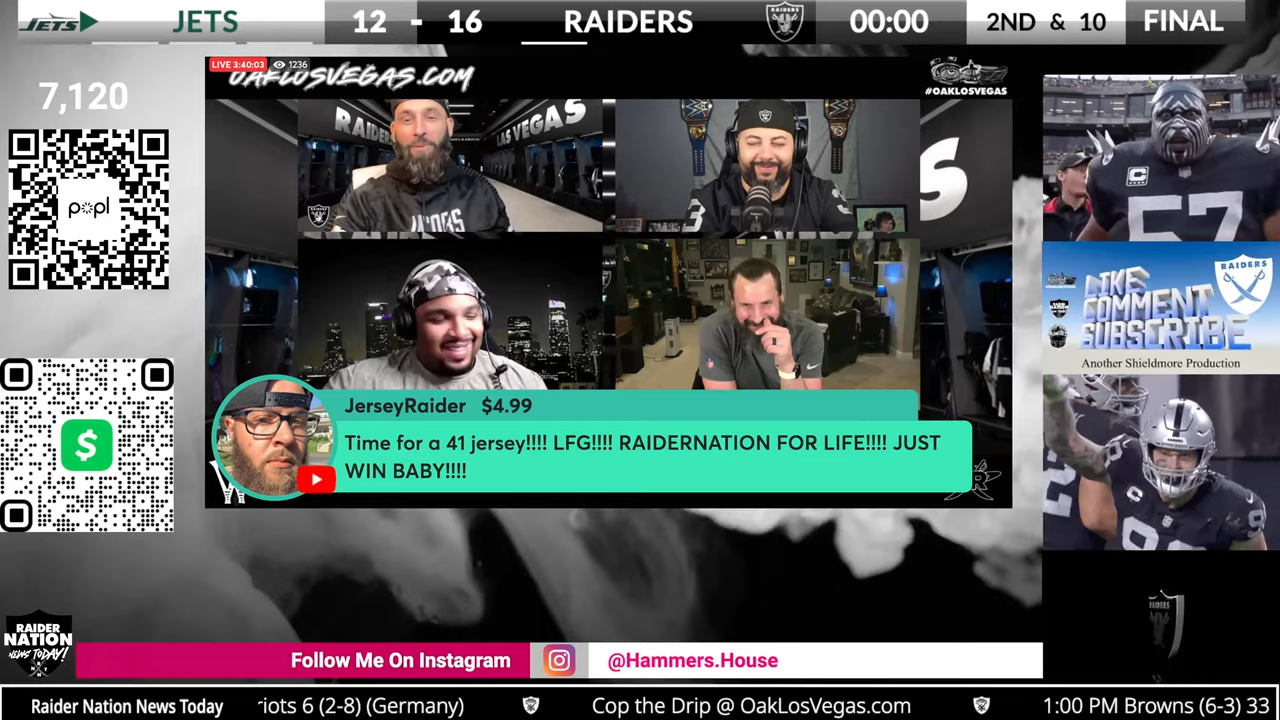 JETS
JETS
12 - 16
RAIDERS
00:00
2ND & 10
FINAL
7,120
LIVE 3:40:03
1236
OAKLOSVEGAS.COM
#OAKLOSVEGAS
LAS VEGAS
S
popl
C
57
LIKE
COMMENT
SUBSCRIBE
RAIDERS
Another Shieldmore Production
JerseyRaider $4.99
Time for a 41 jersey!!!! LFG!!!! RAIDERNATION FOR LIFE!!!! JUST
WIN BABY!!!!
$
C
RAIDERS
RAIDER
NATION
NEWS TODAY!
Follow Me On Instagram
@Hammers.House
Raider Nation News Today
riots 6 (2-8) (Germany)
Cop the Drip @ OakLosVegas.com
1:00 PM Browns (6-3) 33